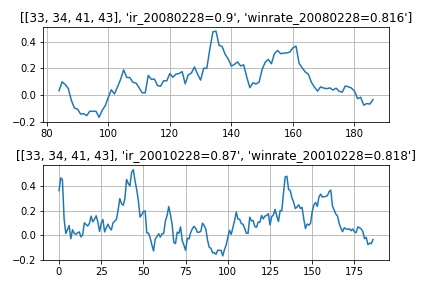 [[33, 34, 41, 43], 'ir_20080228=0.9', 'winrate_20080228=0.816']
0.4
0.2
0.0
−0.2
80 100 120 140 160 180
[[33, 34, 41, 43], 'ir_20010228=0.87', 'winrate_20010228=0.818']
0.4
0.2
0.0
−0.2
0 25 50 75 100 125 150 175